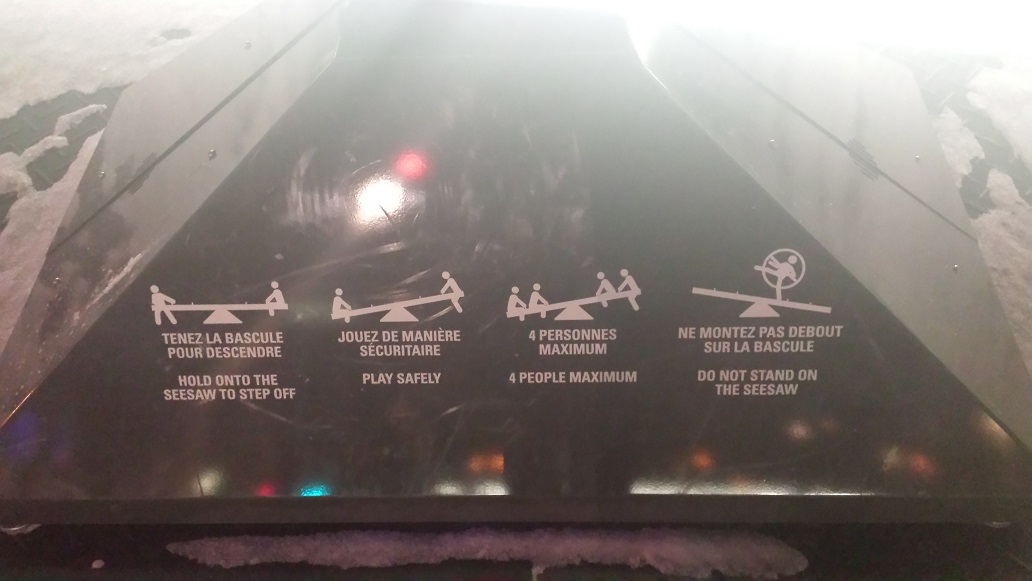 TENEZ LA BASCULE
POUR DESCENDRE
HOLD ONTO THE
SEESAW TO STEP OFF
JOUEZ DE MANIÈRE
SÉCURITAIRE
PLAY SAFELY
4 PERSONNES
MAXIMUM
4 PEOPLE MAXIMUM
NE MONTEZ PAS DEBOUT
SUR LA BASCULE
DO NOT STAND ON
THE SEESAW